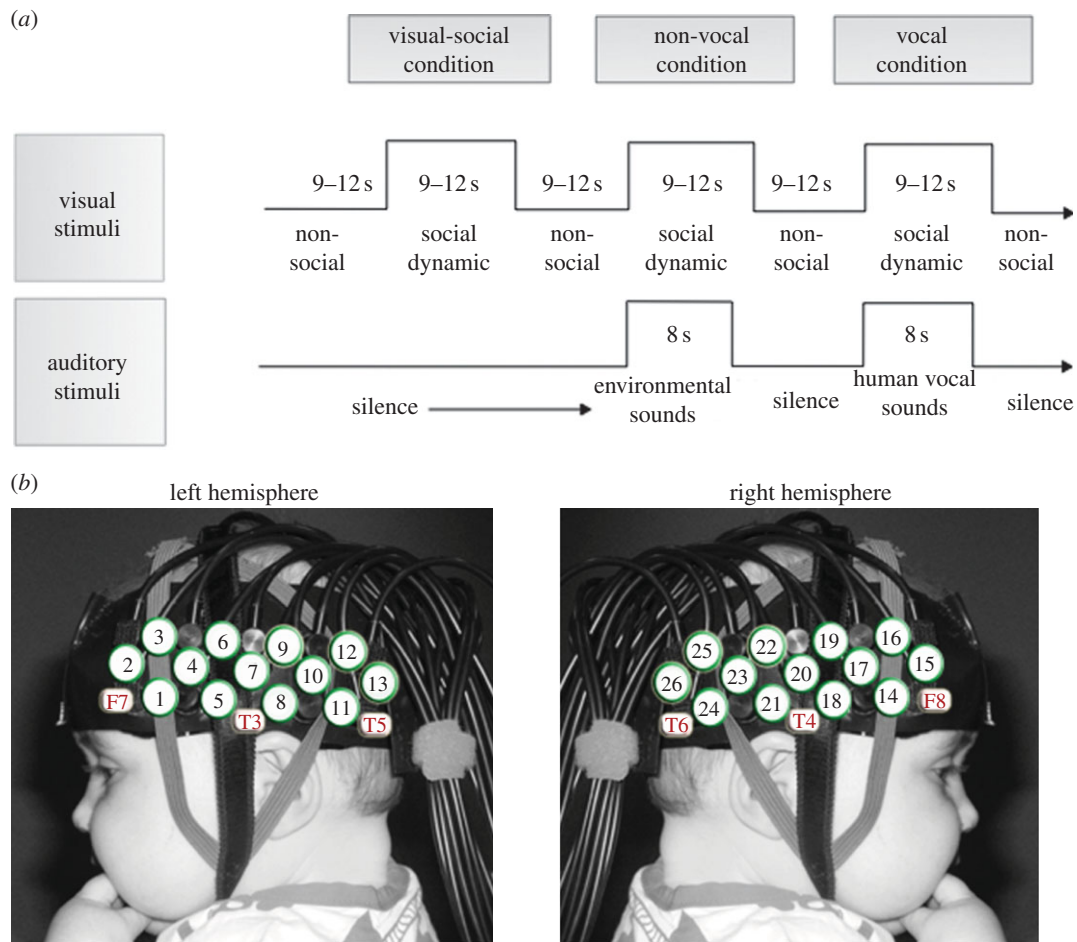 (a)
visual-social
condition
non-vocal
condition
vocal
condition
visual
stimuli
9–12 s 9–12 s 9–12 s 9–12 s 9–12 s 9–12 s
non-
social
social
dynamic
non-
social
social
dynamic
non-
social
social
dynamic
non-
social
auditory
stimuli
8 s
8 s
silence
environmental
sounds
silence
human vocal
sounds
silence
(b)
left hemisphere
3 6 9 12
2 4 7 10 13
F7 1 5 T3 8 11 T5
right hemisphere
25 22 19 16
26 23 20 17 15
T6 24 21 T4 18 14 F8